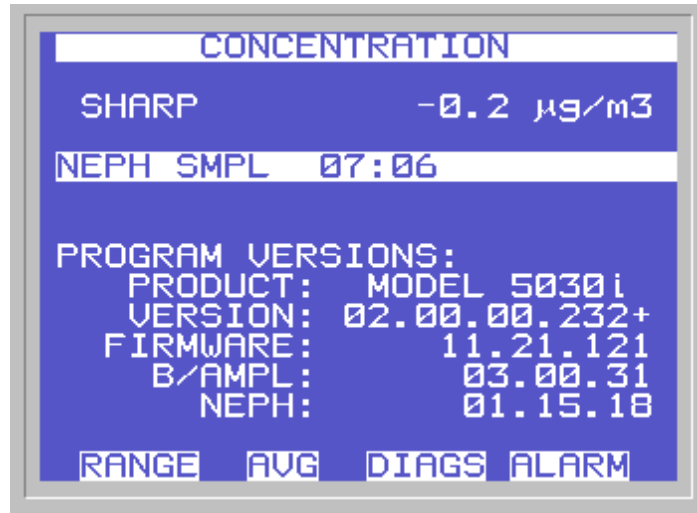 CONCENTRATION
SHARP -0.2 µg/m3
NEPH SMPL 07:06
PROGRAM VERSIONS:
PRODUCT: MODEL 5030i
VERSION: 02.00.00.232+
FIRMWARE: 11.21.121
B/AMPL: 03.00.31
NEPH: 01.15.18
RANGE AVG DIAGS ALARM